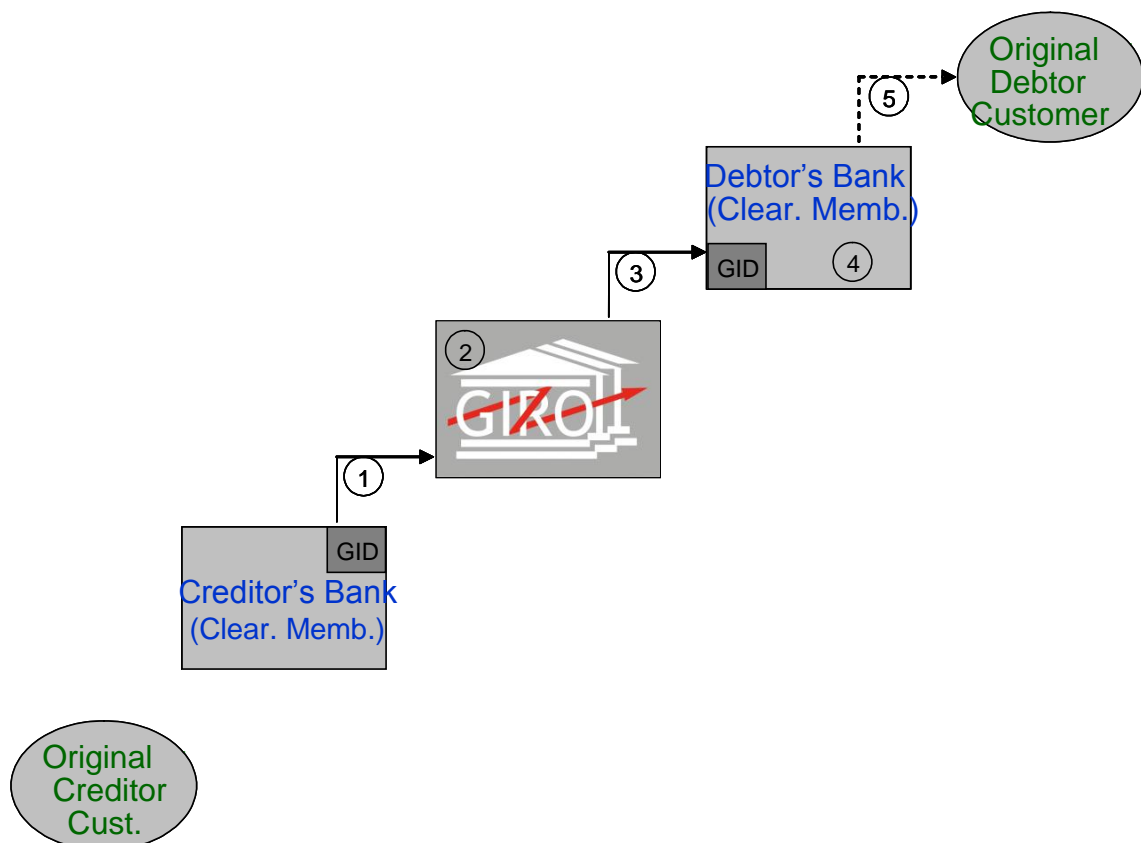 Original
Debtor
Customer
5
Debtor’s Bank
(Clear. Memb.)
GID
4
3
2
GIRO
1
GID
Creditor’s Bank
(Clear. Memb.)
Original
Creditor
Cust.